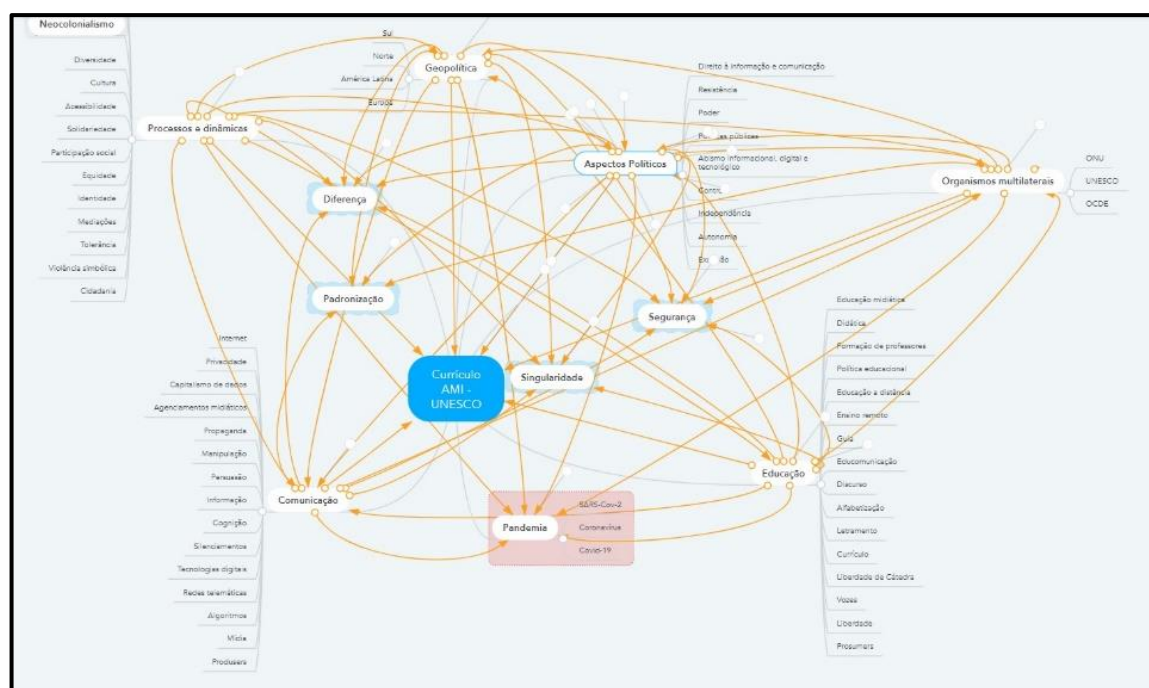 Neocolonialismo
Diversidade
Cultura
Acessibilidade
Solidariedade
Participação social
Equidade
Identidade
Mediações
Tolerância
Violência simbólica
Cidadania
Processos e dinâmicas
Sul
Norte
América Latina
Europa
Geopolítica
Direito à informação e comunicação
Resistência
Poder
públicas
Abismo informacional, digital e
tecnológico
Independência
Autonomia
Aspectos Políticos
Organismos multilaterais
ONU
UNESCO
OCDE
Diferença
Padronização
Segurança
Singularidade
Currículo
AMI -
UNESCO
Internet
Privacidade
Capitalismo de dados
Agenciamentos midiáticos
Propaganda
Manipulação
Persuasão
Informação
Cognição
Silenciamentos
Tecnologias digitais
Redes telemáticas
Algoritmos
Mídia
Produsers
Comunicação
Pandemia
SARS-Cov-2
Coronavírus
Covid-19
Educação
Educação midiática
Didática
Formação de professores
Política educacional
Educação a distância
Ensino remoto
Guia
Educomunicação
Discurso
Alfabetização
Letramento
Currículo
Liberdade de Cátedra
Vozes
Liberdade
Prosumers